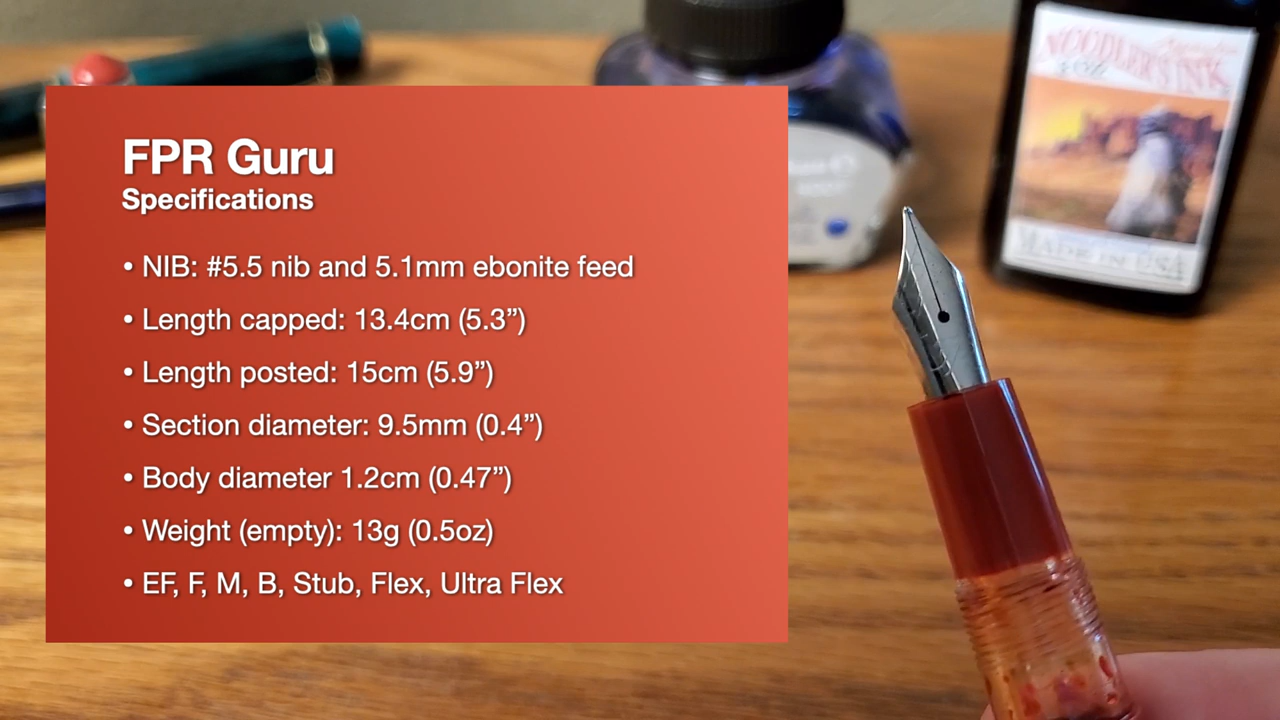 FPR Guru
Specifications
• NIB: #5.5 nib and 5.1mm ebonite feed
• Length capped: 13.4cm (5.3”)
• Length posted: 15cm (5.9”)
• Section diameter: 9.5mm (0.4”)
• Body diameter 1.2cm (0.47”)
• Weight (empty): 13g (0.5oz)
• EF, F, M, B, Stub, Flex, Ultra Flex
NOODLER'S INK
MADE IN USA